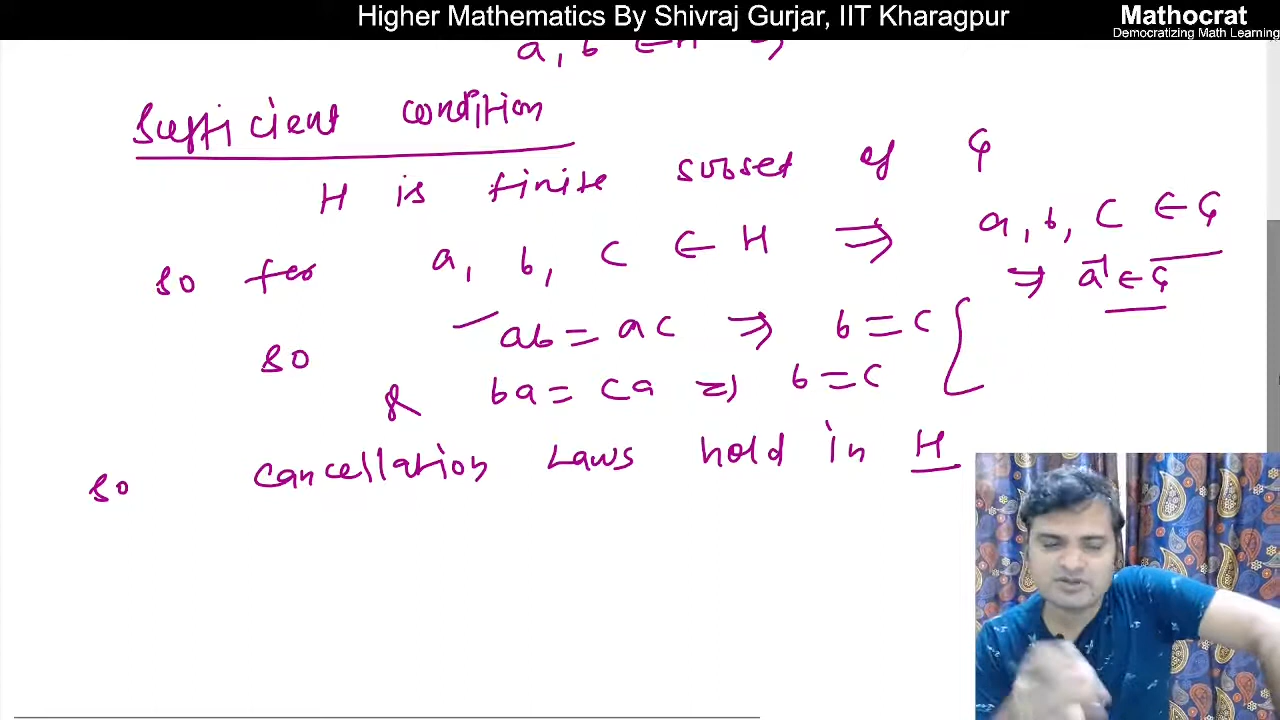 Higher Mathematics By Shivraj Gurjar, IIT Kharagpur
Mathocrat
Democratizing Math Learning
a, b ∈ H ⇒
Sufficient condition
H is finite subset of G
so for a, b, c ∈ H ⇒ a, b, c ∈ G
⇒ a⁻¹ ∈ G
so ab = ac ⇒ b = c
& ba = ca ⇒ b = c
so cancellation Laws hold in H